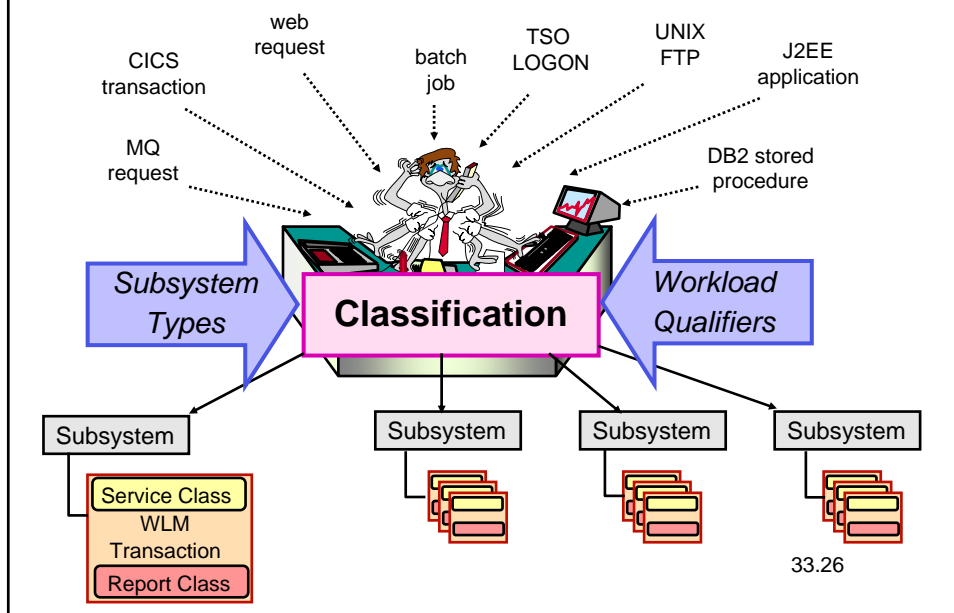 web
request
TSO
LOGON
UNIX
FTP
CICS
transaction
batch
job
J2EE
application
MQ
request
DB2 stored
procedure
Subsystem
Types
Classification
Workload
Qualifiers
Subsystem
Subsystem
Subsystem
Subsystem
Service Class
WLM
Transaction
Report Class
33.26